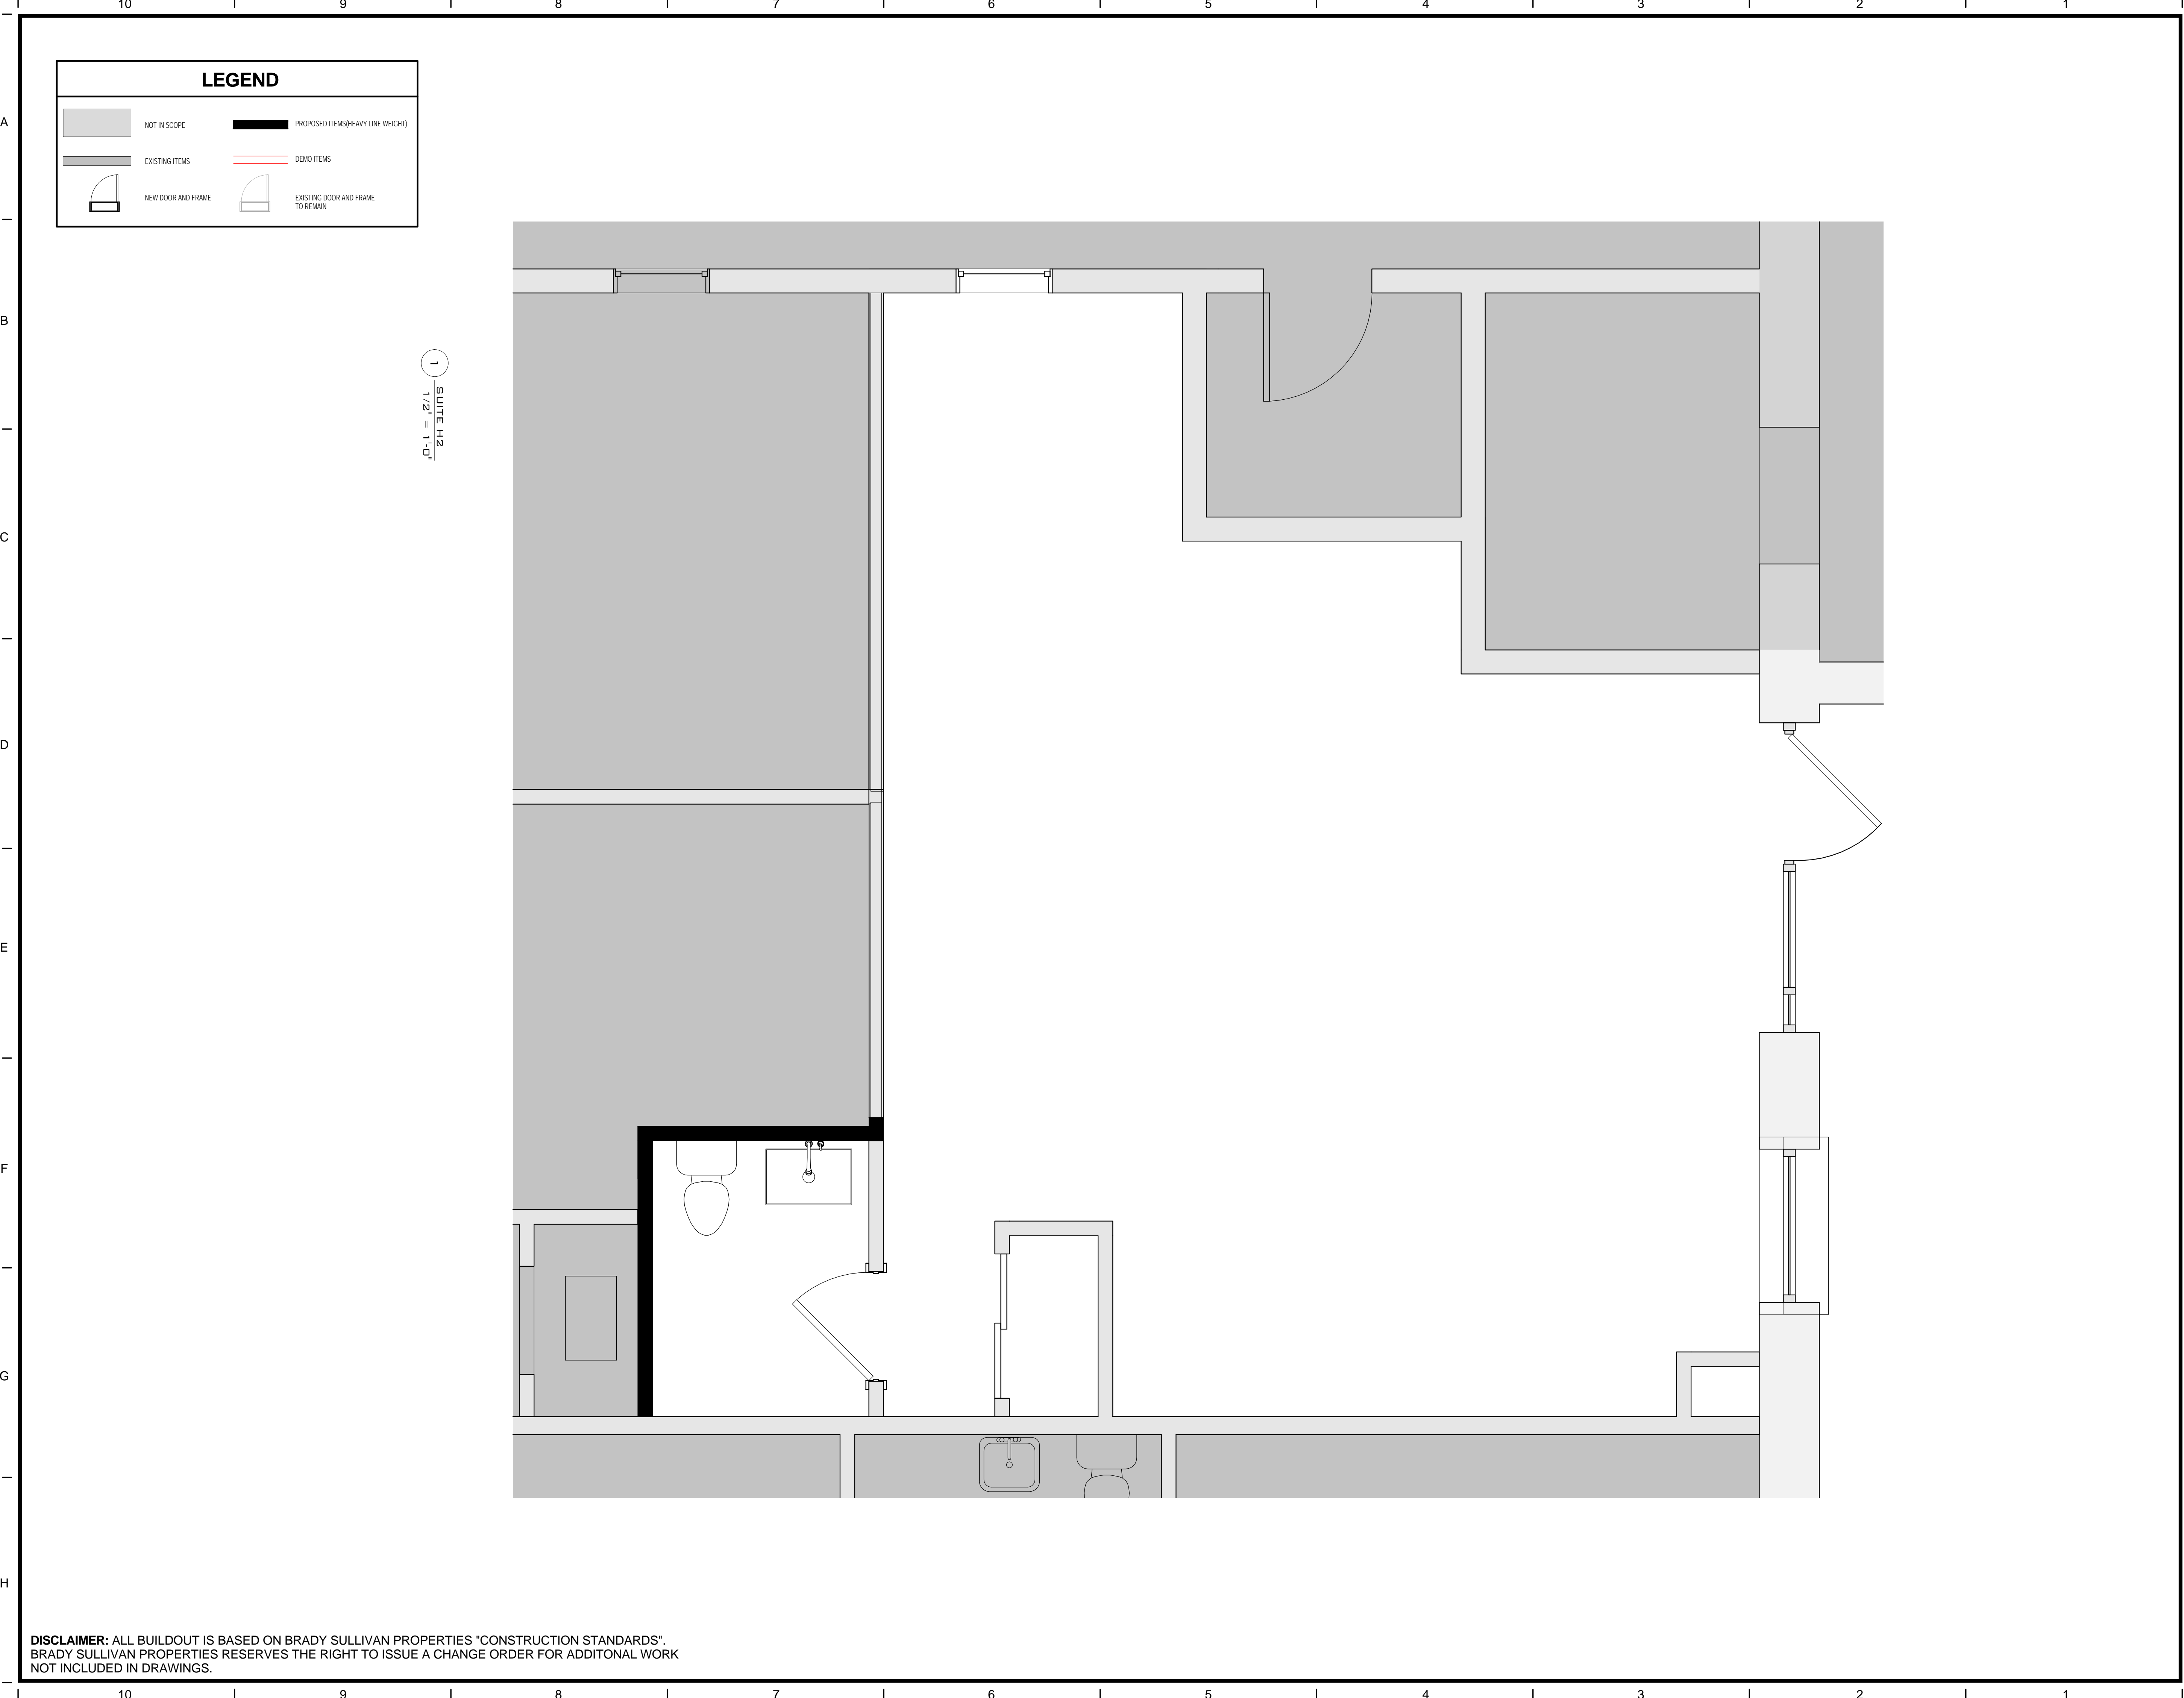 10 9 8 7 6 5 4 3 2 1
LEGEND
NOT IN SCOPE
PROPOSED ITEMS(HEAVY LINE WEIGHT)
EXISTING ITEMS
DEMO ITEMS
NEW DOOR AND FRAME
EXISTING DOOR AND FRAME
TO REMAIN
A
B
C
D
E
F
G
H
1
SUITE H2
1/2" = 1'-0"
DISCLAIMER: ALL BUILDOUT IS BASED ON BRADY SULLIVAN PROPERTIES "CONSTRUCTION STANDARDS".
BRADY SULLIVAN PROPERTIES RESERVES THE RIGHT TO ISSUE A CHANGE ORDER FOR ADDITONAL WORK
NOT INCLUDED IN DRAWINGS.
10 9 8 7 6 5 4 3 2 1